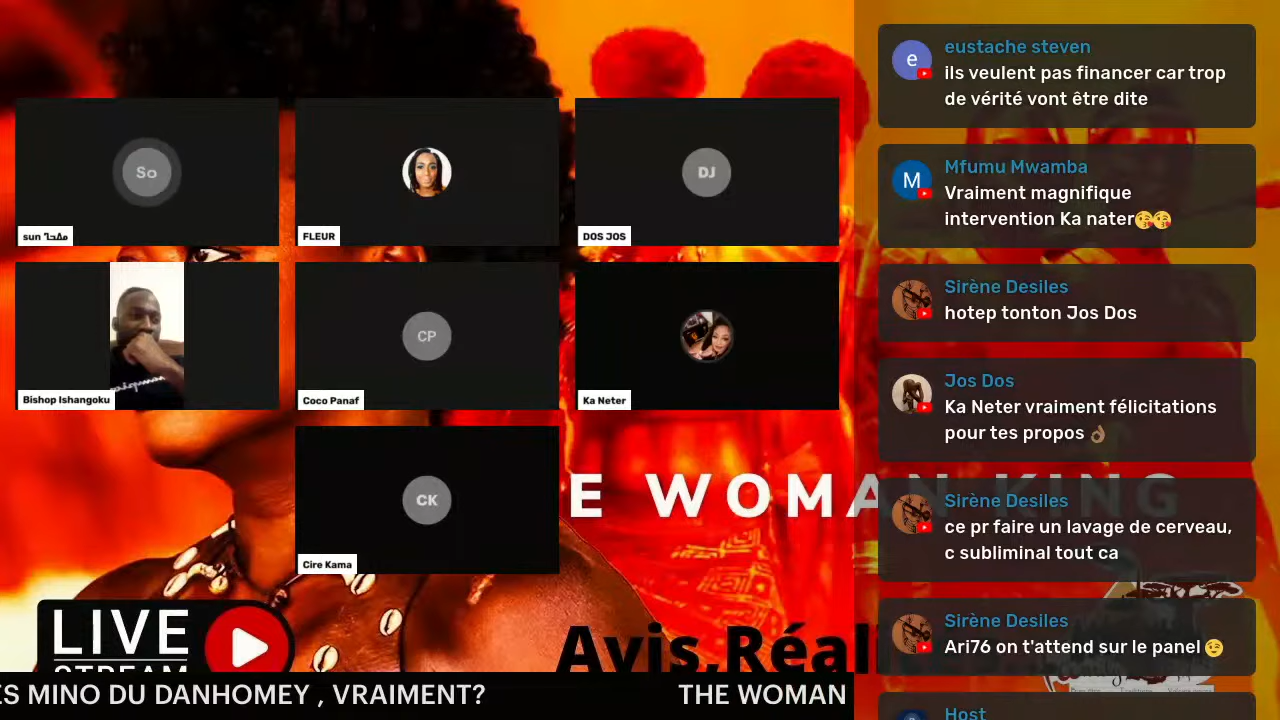 So
sun
FLEUR
DJ
DOS JOS
Bishop Ishangoku
CP
Coco Panaf
Ka Neter
CK
Cire Kama
E WOMAN KING
LIVE
STREAM
Avis,Réal
ES MINO DU DANHOMEY , VRAIMENT?
THE WOMAN
e
eustache steven
ils veulent pas financer car trop
de vérité vont être dite
M
Mfumu Mwamba
Vraiment magnifique
intervention Ka nater😘😘
Sirène Desiles
hotep tonton Jos Dos
Jos Dos
Ka Neter vraiment félicitations
pour tes propos 👌🏾
Sirène Desiles
ce pr faire un lavage de cerveau,
c subliminal tout ca
Sirène Desiles
Ari76 on t'attend sur le panel 😉
Host